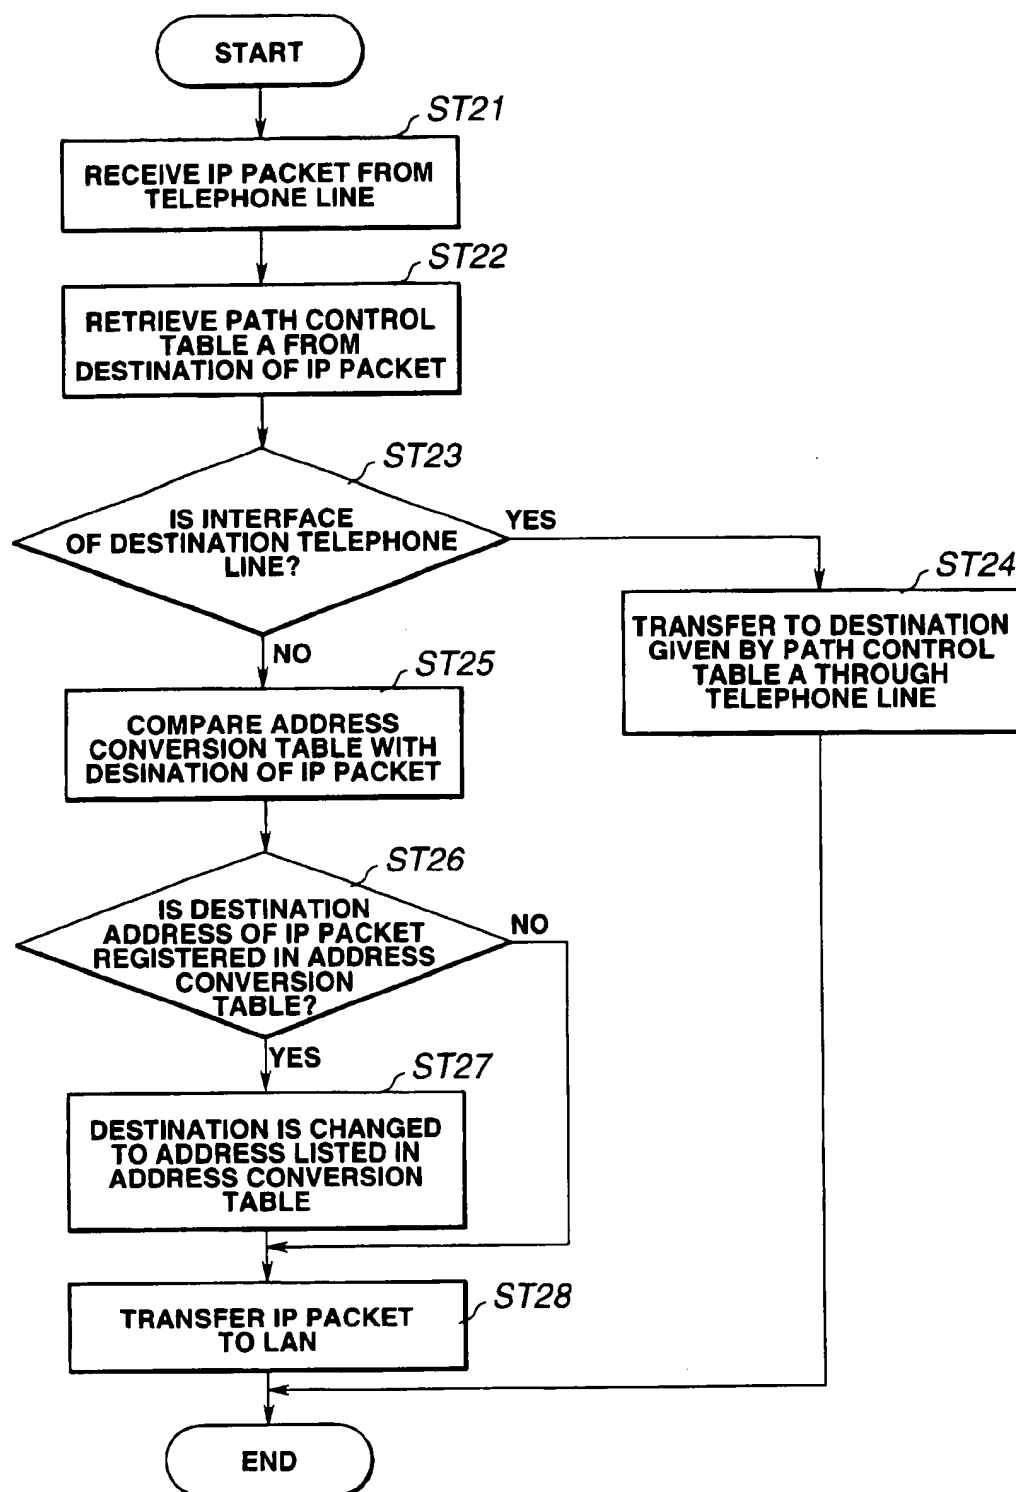 START
ST21
RECEIVE IP PACKET FROM
TELEPHONE LINE
ST22
RETRIEVE PATH CONTROL
TABLE A FROM
DESTINATION OF IP PACKET
ST23
IS INTERFACE
OF DESTINATION TELEPHONE
LINE?
YES
ST24
TRANSFER TO DESTINATION
GIVEN BY PATH CONTROL
TABLE A THROUGH
TELEPHONE LINE
NO
ST25
COMPARE ADDRESS
CONVERSION TABLE WITH
DESINATION OF IP PACKET
ST26
IS DESTINATION
ADDRESS OF IP PACKET
REGISTERED IN ADDRESS
CONVERSION
TABLE?
NO
YES
ST27
DESTINATION IS CHANGED
TO ADDRESS LISTED IN
ADDRESS CONVERSION
TABLE
ST28
TRANSFER IP PACKET
TO LAN
END